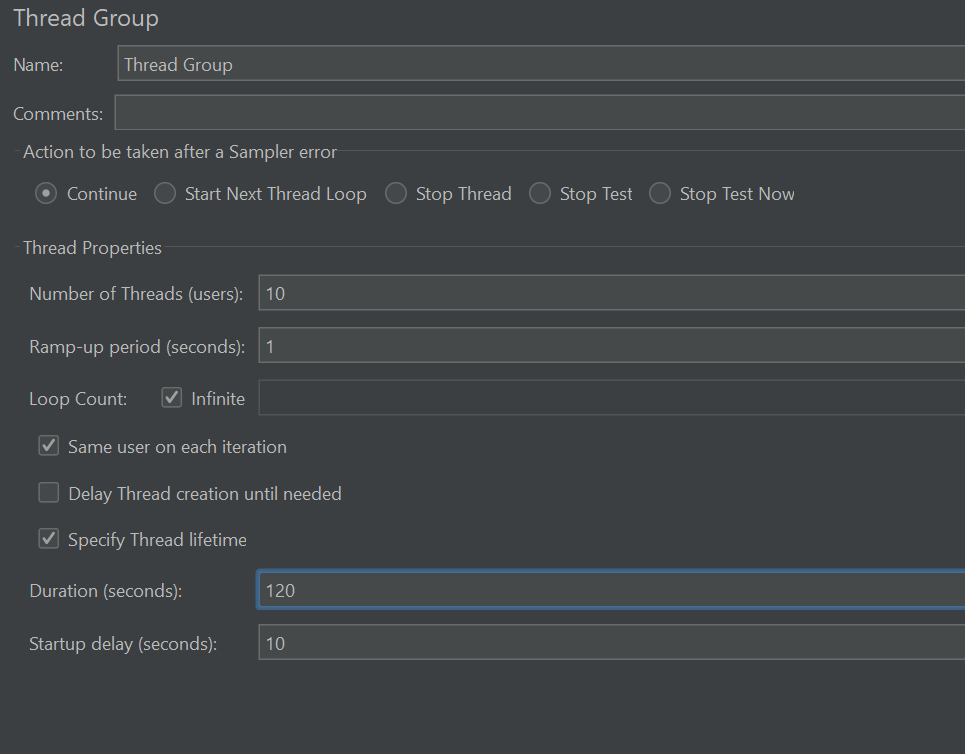 Thread Group
Name: Thread Group
Comments:
Action to be taken after a Sampler error
Continue Start Next Thread Loop Stop Thread Stop Test Stop Test Now
Thread Properties
Number of Threads (users): 10
Ramp-up period (seconds): 1
Loop Count: Infinite
Same user on each iteration
Delay Thread creation until needed
Specify Thread lifetime
Duration (seconds): 120
Startup delay (seconds): 10